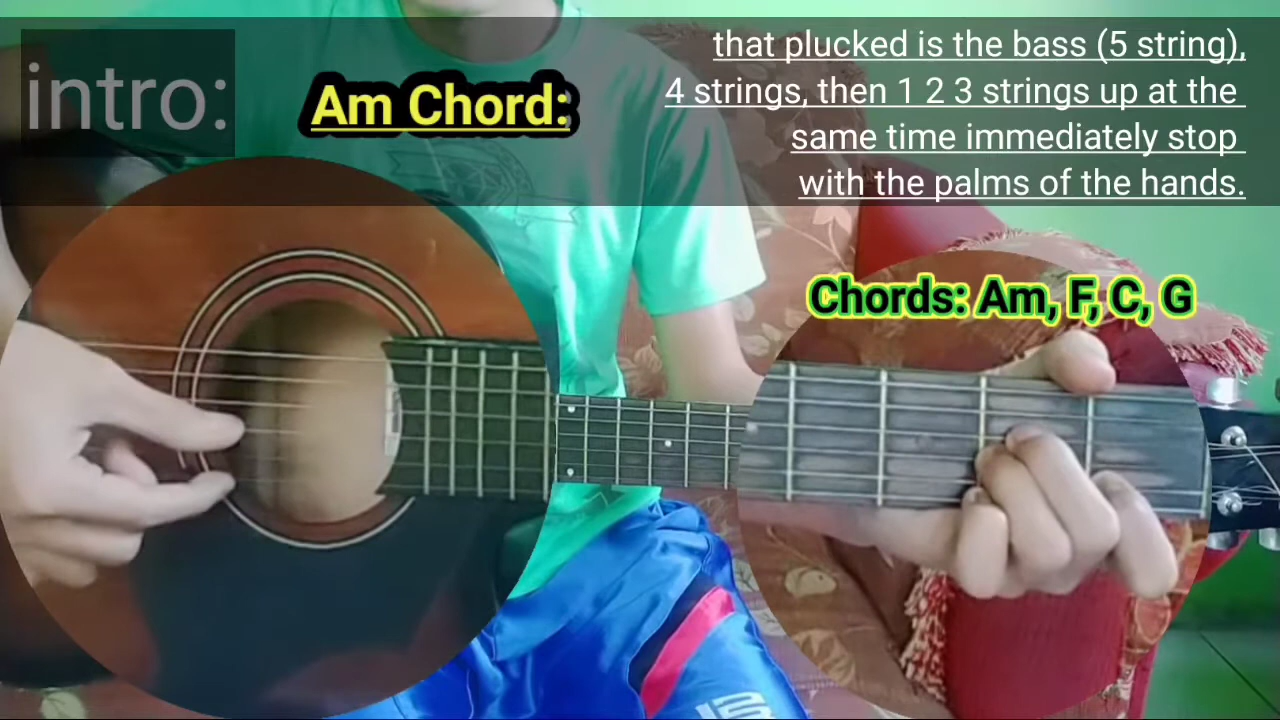 intro:
Am Chord:
that plucked is the bass (5 string),
4 strings, then 1 2 3 strings up at the
same time immediately stop
with the palms of the hands.
Chords: Am, F, C, G